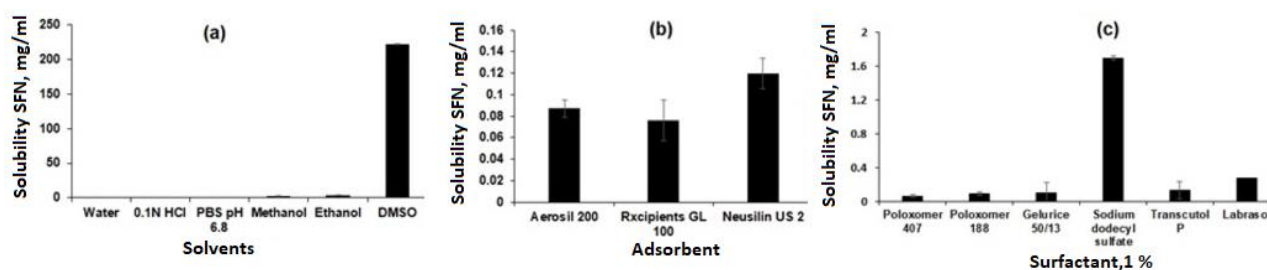 (a)
Solubility SFN, mg/ml
250
200
150
100
50
0
Water 0.1N HCl PBS pH Methanol Ethanol DMSO
6.8
Solvents
(b)
Solubility SFN, mg/ml
0.16
0.14
0.12
0.1
0.08
0.06
0.04
0.02
0
Aerosil 200 Rxcipients GL Neusilin US 2
100
Adsorbent
(c)
Solubility SFN, mg/ml
2
1.6
1.2
0.8
0.4
0
Poloxomer Poloxomer Gelurice Sodium Transcutol Labrasol
407 188 50/13 dodecyl P
sulfate
Surfactant,1 %